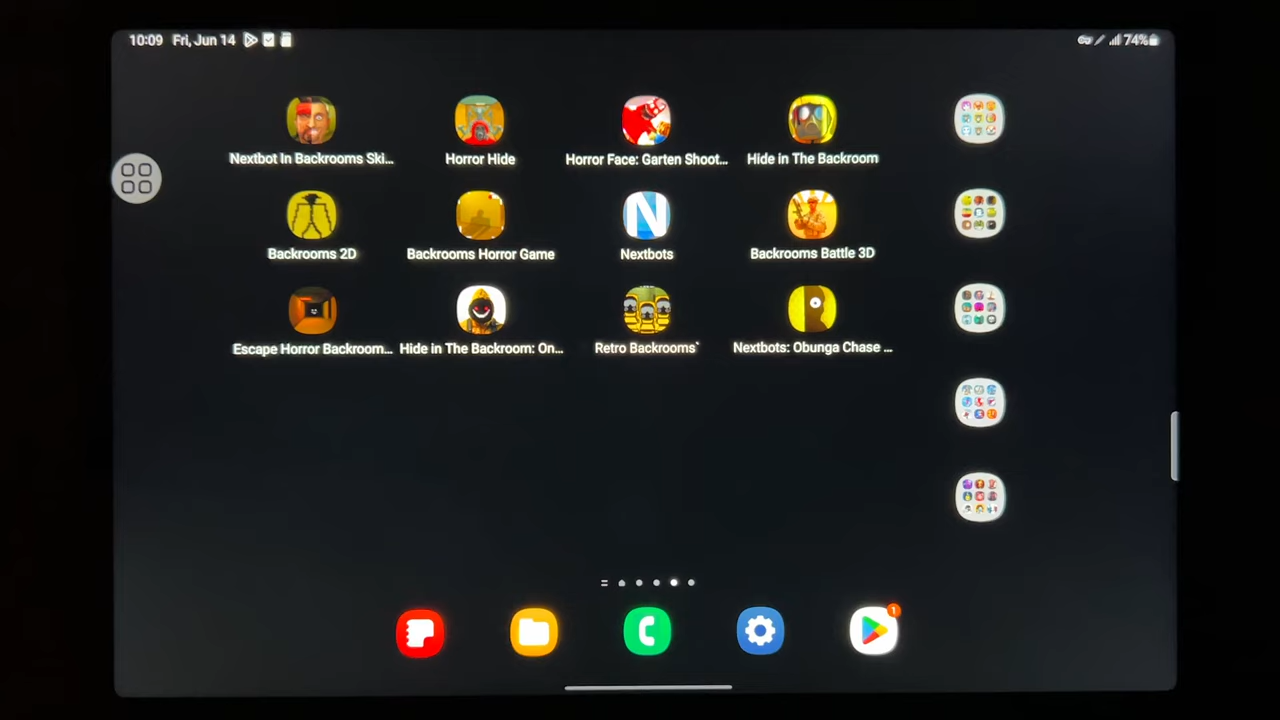 10:09 Fri, Jun 14
74%
Nextbot In Backrooms Ski...
Horror Hide
Horror Face: Garten Shoot...
Hide in The Backroom
Backrooms 2D
Backrooms Horror Game
N
Nextbots
Backrooms Battle 3D
Escape Horror Backroom...
Hide in The Backroom: On...
Retro Backrooms`
Nextbots: Obunga Chase ...
1